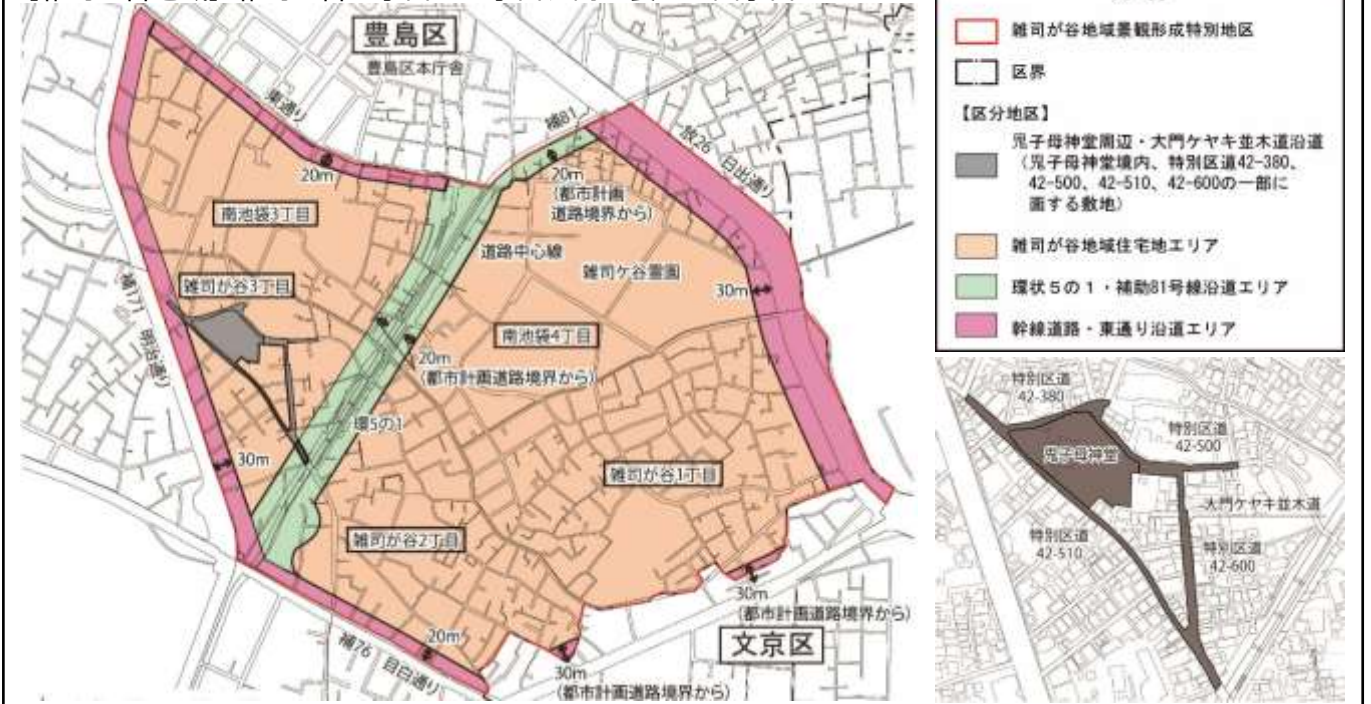 豊島区
豊島区本庁舎
東通り
補81
放26 目出通り
20m
20m
(都市計画
道路境界から)
南池袋3丁目
道路中心線
雑司ケ谷霊園
雑司が谷3丁目
30m
補171 明治通り
南池袋4丁目
20m
(都市計画道路境界から)
環5の1
30m
雑司が谷1丁目
雑司が谷2丁目
30m
(都市計画道路境界から)
20m
補76 目白通り
文京区
30m
(都市計画道路境界から)
雑司が谷地域景観形成特別地区
区界
【区分地区】
鬼子母神堂周辺・大門ケヤキ並木道沿道
(鬼子母神堂境内、特別区道42-380、
42-500、42-510、42-600の一部に
面する敷地)
雑司が谷地域住宅地エリア
環状5の1・補助81号線沿道エリア
幹線道路・東通り沿道エリア
特別区道
42-380
特別区道
42-500
鬼子母神堂
大門ケヤキ並木道
特別区道
42-510
特別区道
42-600